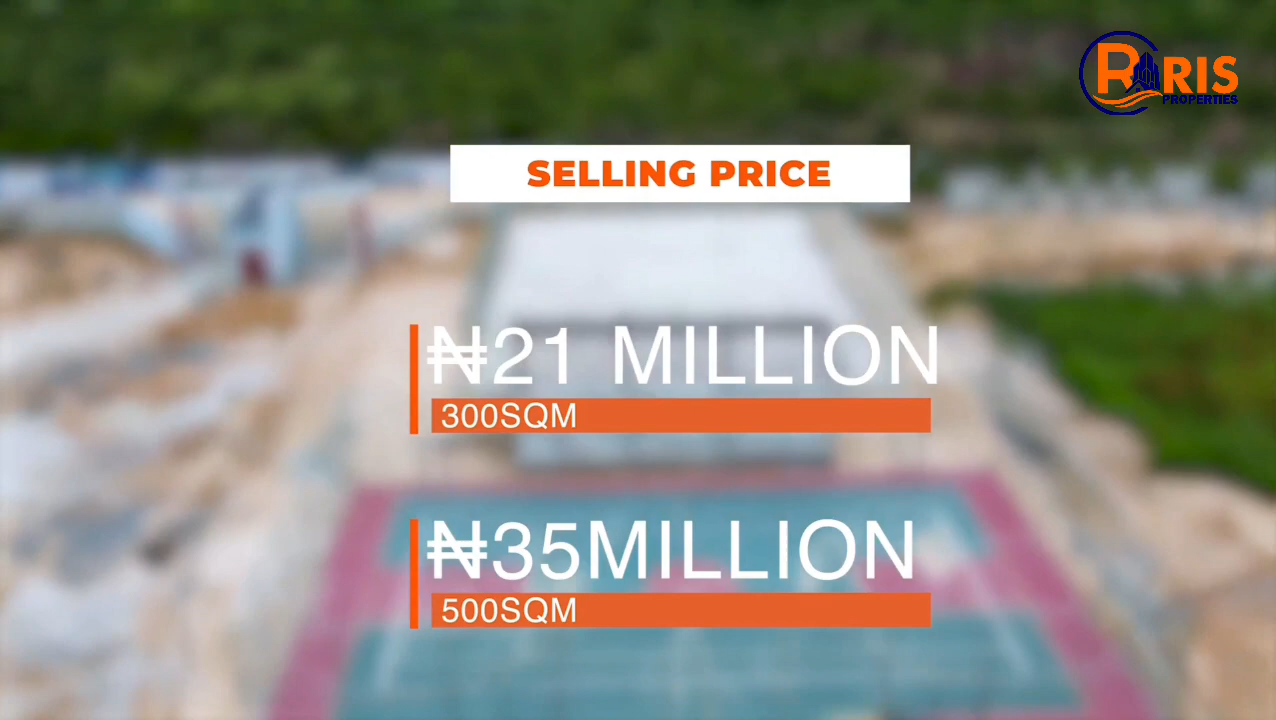 RARIS
PROPERTIES
SELLING PRICE
₦21 MILLION
300SQM
₦35MILLION
500SQM